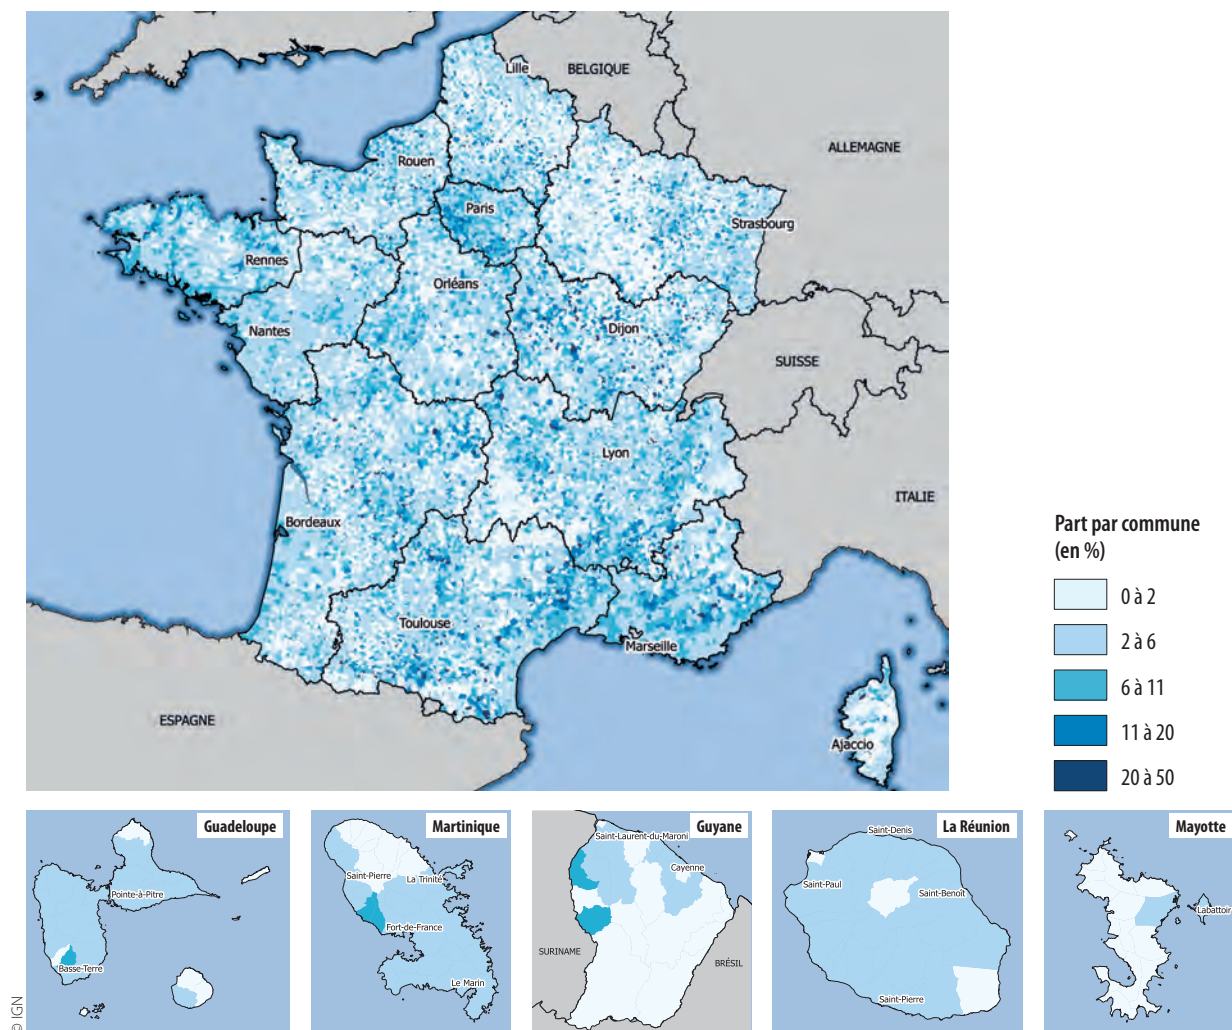 Lille
BELGIQUE
ALLEMAGNE
Rouen
Paris
Strasbourg
Rennes
Orléans
Nantes
Dijon
SUISSE
Lyon
ITALIE
Bordeaux
Toulouse
Marseille
ESPAGNE
Ajaccio
Part par commune
(en %)
0 à 2
2 à 6
6 à 11
11 à 20
20 à 50
Guadeloupe
Pointe-à-Pitre
Basse-Terre
Martinique
Saint-Pierre
La Trinité
Fort-de-France
Le Marin
Guyane
Saint-Laurent-du-Maroni
Cayenne
SURINAME
BRÉSIL
La Réunion
Saint-Denis
Saint-Paul
Saint-Benoît
Saint-Pierre
Mayotte
Labattoir
© IGN